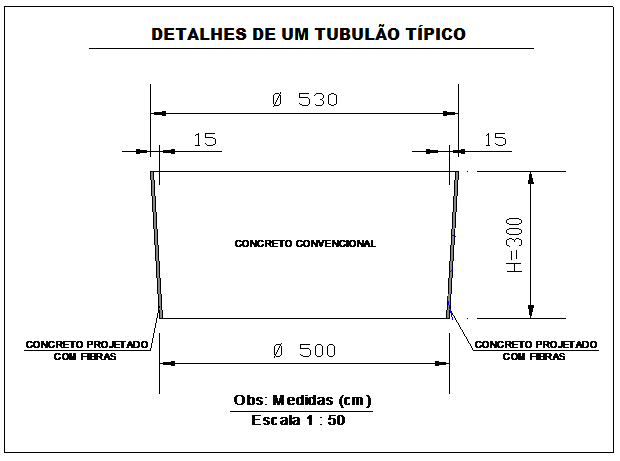 DETALHES DE UM TUBULÃO TÍPICO
Ø 530
15
15
CONCRETO CONVENCIONAL
H=300
CONCRETO PROJETADO
COM FIBRAS
Ø 500
CONCRETO PROJETADO
COM FIBRAS
Obs: Medidas (cm)
Escala 1 : 50